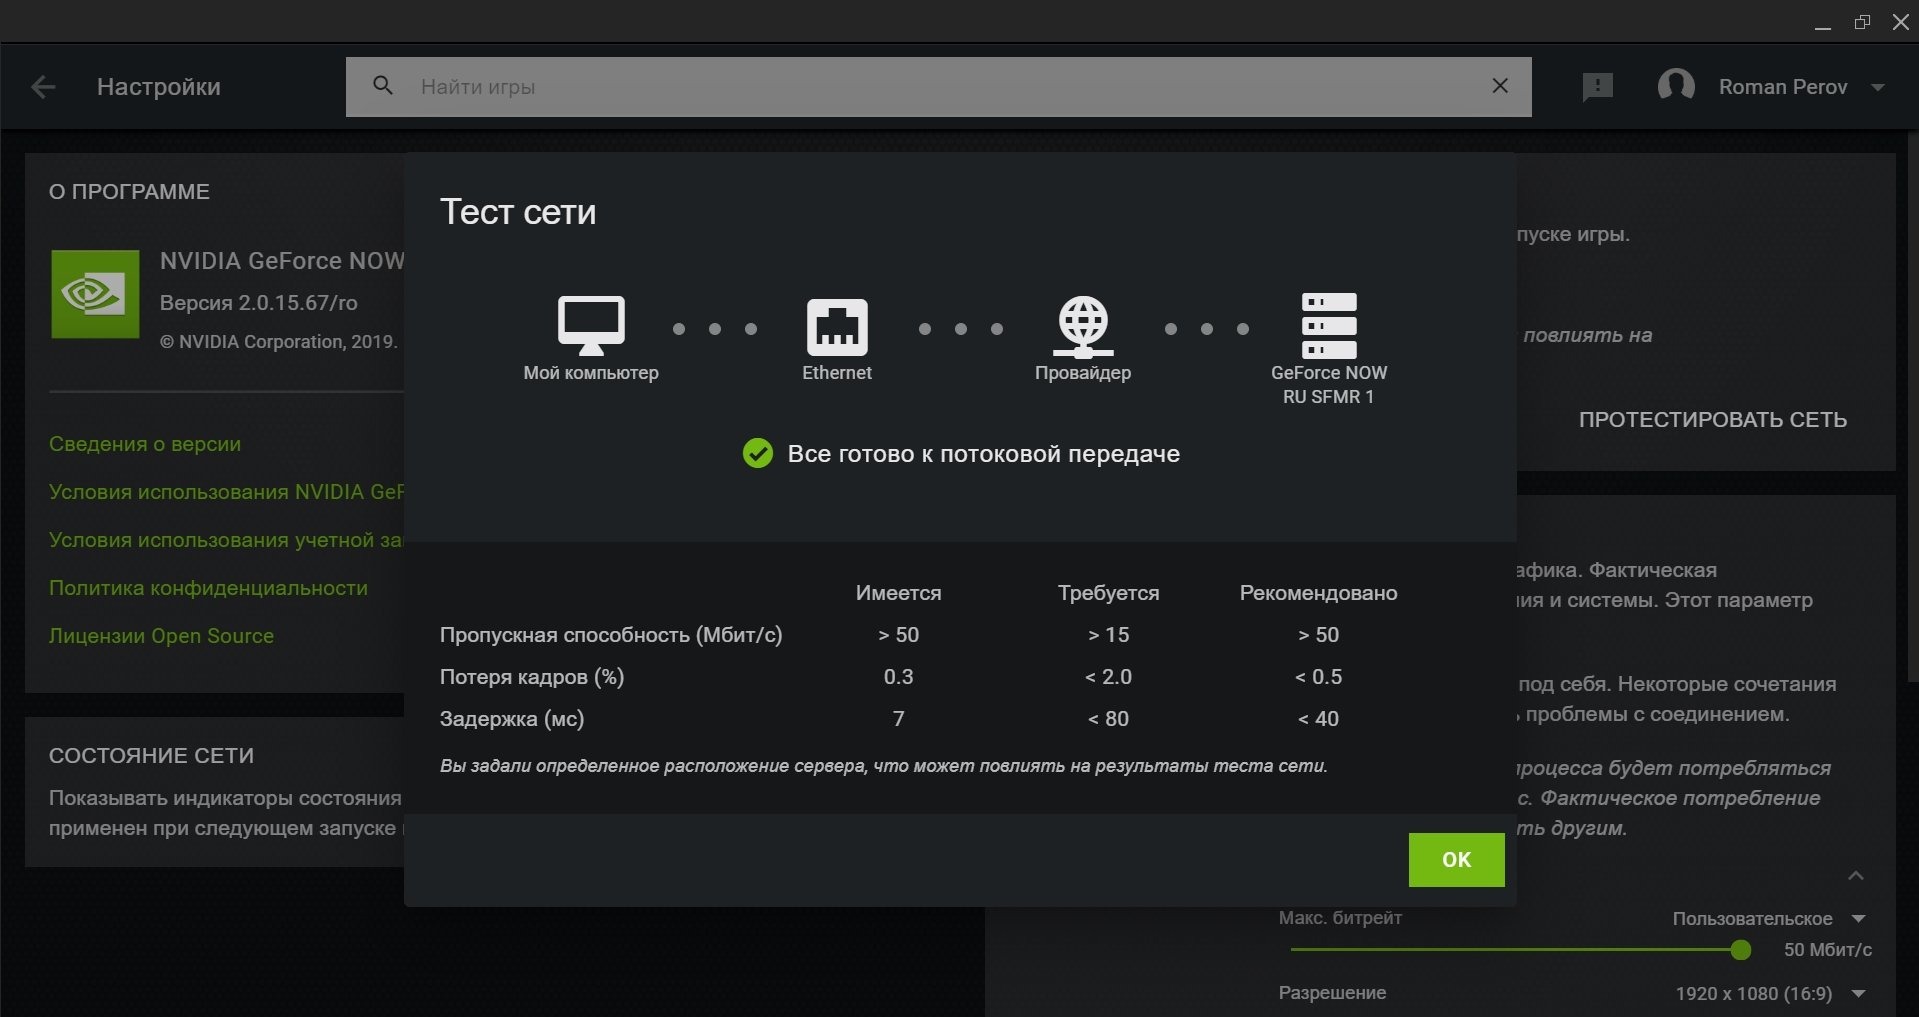 Настройки
Найти игры
Roman Perov
О ПРОГРАММЕ
NVIDIA GeForce NOW
Версия 2.0.15.67/ro
© NVIDIA Corporation, 2019.
Сведения о версии
Условия использования NVIDIA GeF
Условия использования учетной за
Политика конфиденциальности
Лицензии Open Source
СОСТОЯНИЕ СЕТИ
Показывать индикаторы состояния
применен при следующем запуске
Тест сети
Мой компьютер
Ethernet
Провайдер
GeForce NOW
RU SFMR 1
Все готово к потоковой передаче
Имеется Требуется Рекомендовано
Пропускная способность (Мбит/с) > 50 > 15 > 50
Потеря кадров (%) 0.3 < 2.0 < 0.5
Задержка (мс) 7 < 80 < 40
Вы задали определенное расположение сервера, что может повлиять на результаты теста сети.
OK
пуске игры.
повлиять на
ПРОТЕСТИРОВАТЬ СЕТЬ
афика. Фактическая
ия и системы. Этот параметр
под себя. Некоторые сочетания
проблемы с соединением.
процесса будет потребляться
с. Фактическое потребление
ть другим.
Макс. битрейт Пользовательское
50 Мбит/с
Разрешение 1920 x 1080 (16:9)